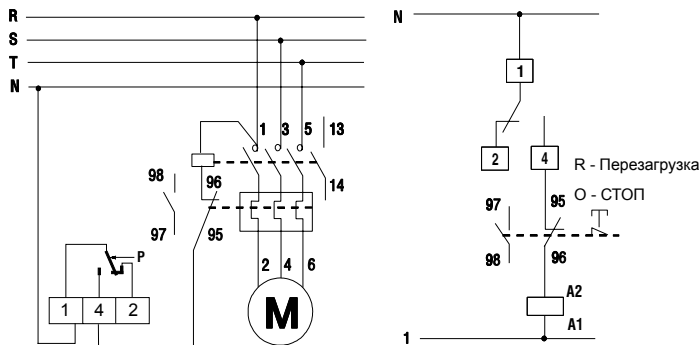 R
S
T
N
1 3 5 13
14
98
96
97
95
P
2 4 6
1 4 2
M
N
1
2 4
R - Перезагрузка
O - СТОП
97 95
98 96
A2
A1
1